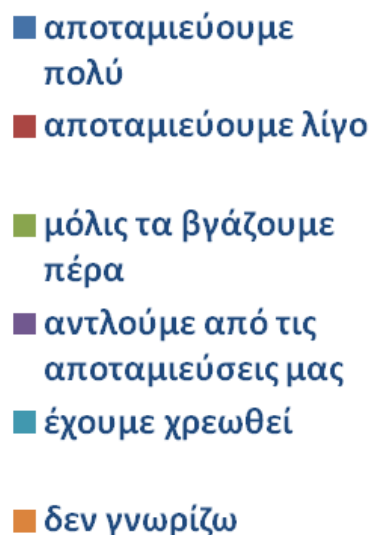 αποταμιεύουμε
πολύ
αποταμιεύουμε λίγο
μόλις τα βγάζουμε
πέρα
αντλούμε από τις
αποταμιεύσεις μας
έχουμε χρεωθεί
δεν γνωρίζω